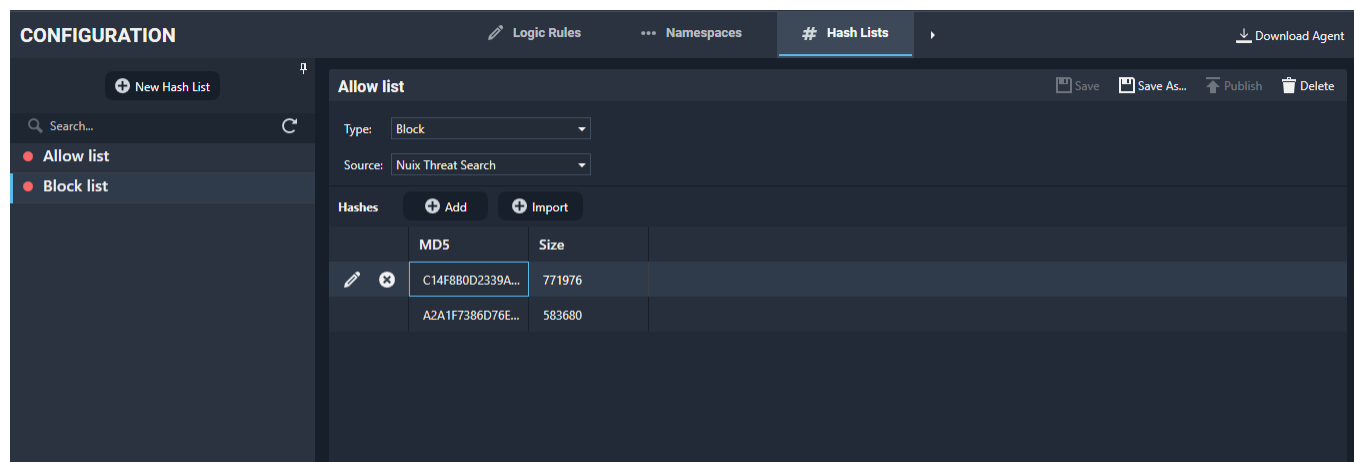 CONFIGURATION
Logic Rules
Namespaces
# Hash Lists
Download Agent
New Hash List
Search...
Allow list
Block list
Allow list
Save
Save As...
Publish
Delete
Type: Block
Source: Nuix Threat Search
Hashes
Add
Import
MD5 Size
C14F8B0D2339A... 771976
A2A1F7386D76E... 583680